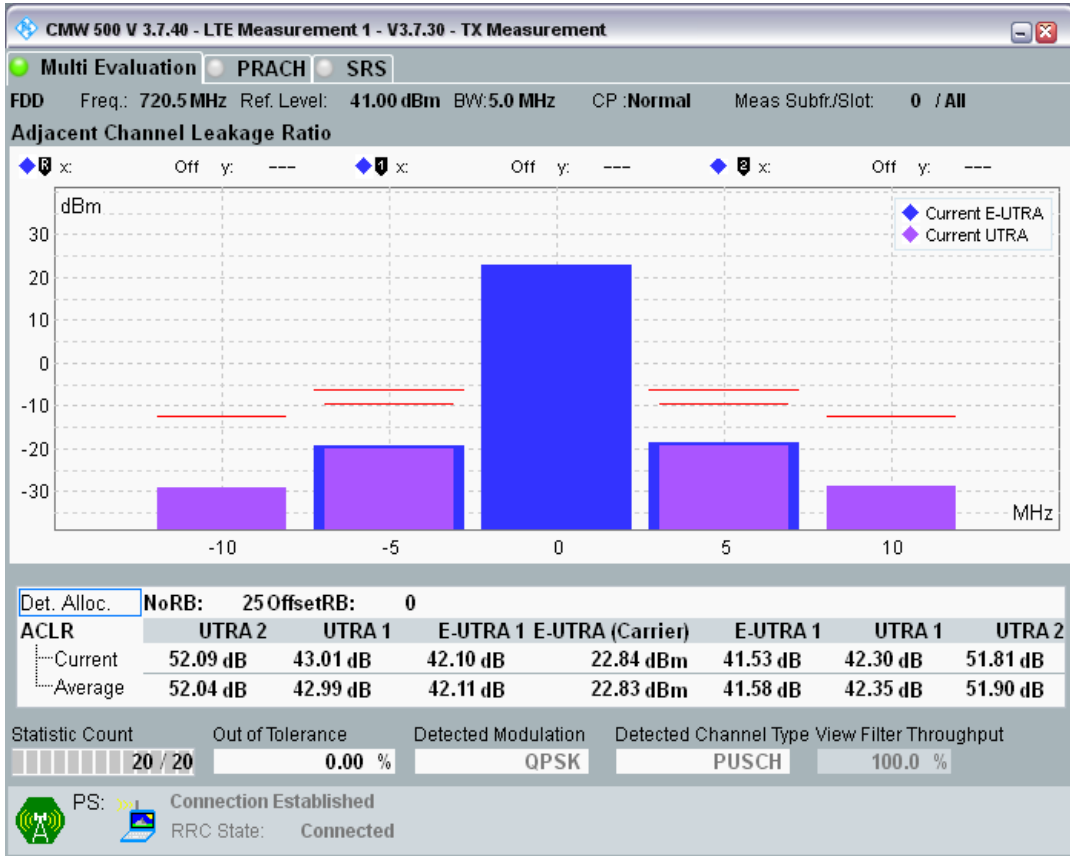 CMW 500 V 3.7.40 - LTE Measurement 1 - V3.7.30 - TX Measurement
Multi Evaluation PRACH SRS
FDD Freq.: 720.5 MHz Ref. Level: 41.00 dBm BW: 5.0 MHz CP :Normal Meas Subfr./Slot: 0 / All
Adjacent Channel Leakage Ratio
R x: Off y: --- 1 x: Off y: --- 2 x: Off y: ---
dBm
Current E-UTRA
Current UTRA
30
20
10
0
-10
-20
-30
MHz
-10 -5 0 5 10
Det. Alloc. NoRB: 25 OffsetRB: 0
ACLR UTRA 2 UTRA 1 E-UTRA 1 E-UTRA (Carrier) E-UTRA 1 UTRA 1 UTRA 2
Current 52.09 dB 43.01 dB 42.10 dB 22.84 dBm 41.53 dB 42.30 dB 51.81 dB
Average 52.04 dB 42.99 dB 42.11 dB 22.83 dBm 41.58 dB 42.35 dB 51.90 dB
Statistic Count Out of Tolerance Detected Modulation Detected Channel Type View Filter Throughput
20 / 20 0.00 % QPSK PUSCH 100.0 %
PS: Connection Established
RRC State: Connected